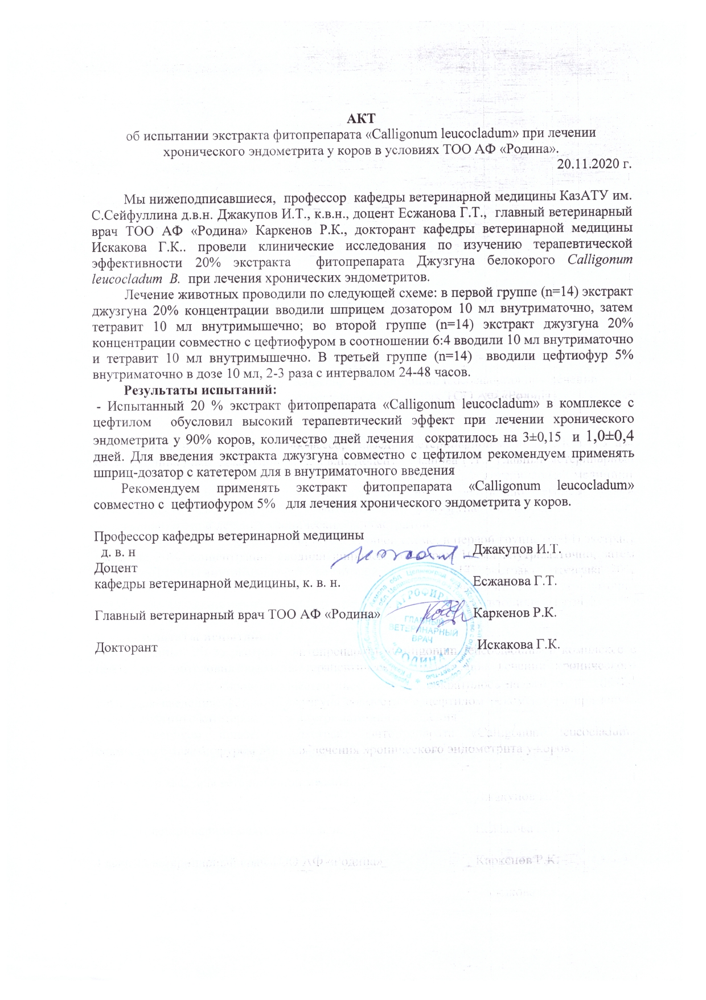 АКТ
об испытании экстракта фитопрепарата «Calligonum leucocladum» при лечении
хронического эндометрита у коров в условиях ТОО АФ «Родина».
20.11.2020 г.
Мы нижеподписавшиеся, профессор кафедры ветеринарной медицины КазАТУ им.
С.Сейфуллина д.в.н. Джакупов И.Т., к.в.н., доцент Есжанова Г.Т., главный ветеринарный
врач ТОО АФ «Родина» Каркенов Р.К., докторант кафедры ветеринарной медицины
Искакова Г.К.. провели клинические исследования по изучению терапевтической
эффективности 20% экстракта фитопрепарата Джузгуна белокорого Calligonum
leucocladum B. при лечения хронических эндометритов.
Лечение животных проводили по следующей схеме: в первой группе (n=14) экстракт
джузгуна 20% концентрации вводили шприцем дозатором 10 мл внутриматочно, затем
тетравит 10 мл внутримышечно; во второй группе (n=14) экстракт джузгуна 20%
концентрации совместно с цефтиофуром в соотношении 6:4 вводили 10 мл внутриматочно
и тетравит 10 мл внутримышечно. В третьей группе (n=14) вводили цефтиофур 5%
внутриматочно в дозе 10 мл, 2-3 раза с интервалом 24-48 часов.
Результаты испытаний:
- Испытанный 20 % экстракт фитопрепарата «Calligonum leucocladum» в комплексе с
цефтилом обусловил высокий терапевтический эффект при лечении хронического
эндометрита у 90% коров, количество дней лечения сократилось на 3±0,15 и 1,0±0,4
дней. Для введения экстракта джузгуна совместно с цефтилом рекомендуем применять
шприц-дозатор с катетером для в внутриматочного введения
Рекомендуем применять экстракт фитопрепарата «Calligonum leucocladum»
совместно с цефтиофуром 5% для лечения хронического эндометрита у коров.
Профессор кафедры ветеринарной медицины
д. в. н Джакупов И.Т.
Доцент
кафедры ветеринарной медицины, к. в. н. Есжанова Г.Т.
АГРОФИРМА
Главный ветеринарный врач ТОО АФ «Родина» Каркенов Р.К.
ГЛАВНЫЙ
ВЕТЕРИНАРНЫЙ
ВРАЧ
"РОДИНА"
Докторант Искакова Г.К.